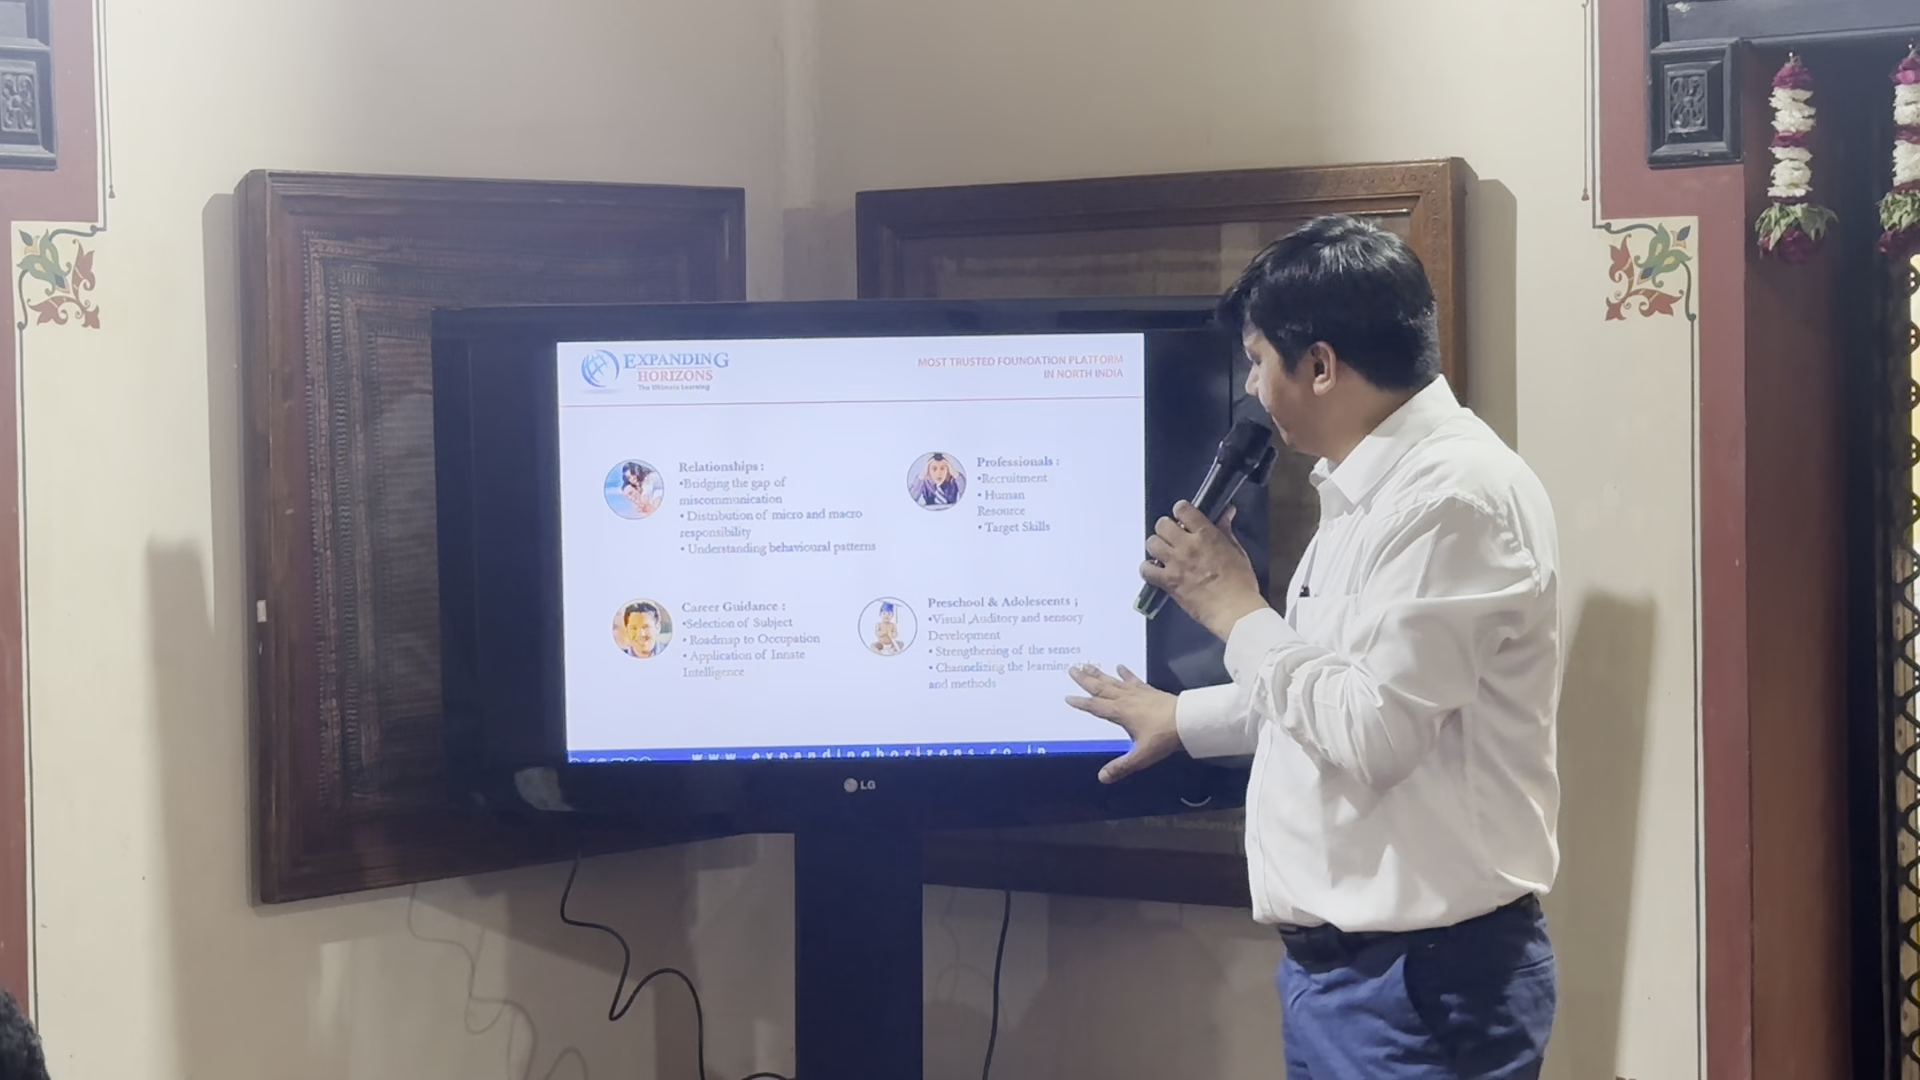 EXPANDING
HORIZONS
The Ultimate Learning
MOST TRUSTED FOUNDATION PLATFORM
IN NORTH INDIA
Relationships :
•Bridging the gap of
miscommunication
• Distribution of micro and macro
responsibility
• Understanding behavioural patterns
Professionals :
•Recruitment
• Human
Resource
• Target Skills
Career Guidance :
•Selection of Subject
• Roadmap to Occupation
• Application of Innate
Intelligence
Preschool & Adolescents ;
•Visual ,Auditory and sensory
Development
• Strengthening of the senses
• Channelizing the learning styles
and methods
www.expandinghorizons.co.in
LG